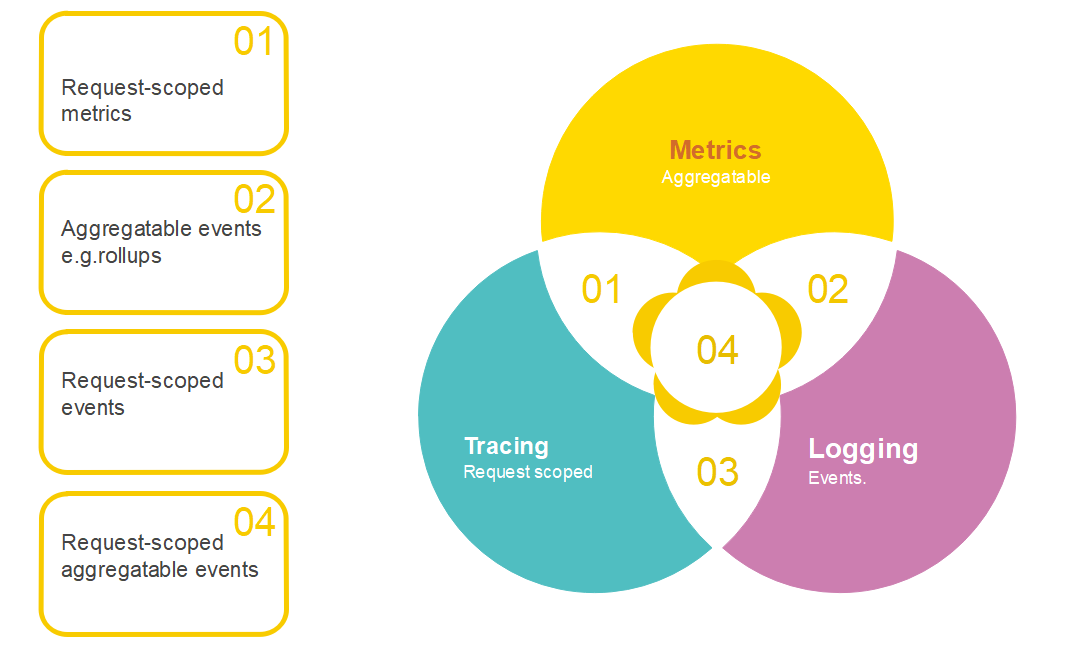 01
Request-scoped
metrics
02
Aggregatable events
e.g.rollups
03
Request-scoped
events
04
Request-scoped
aggregatable events
Metrics
Aggregatable
01
02
04
Tracing
Request scoped
Logging
Events.
03